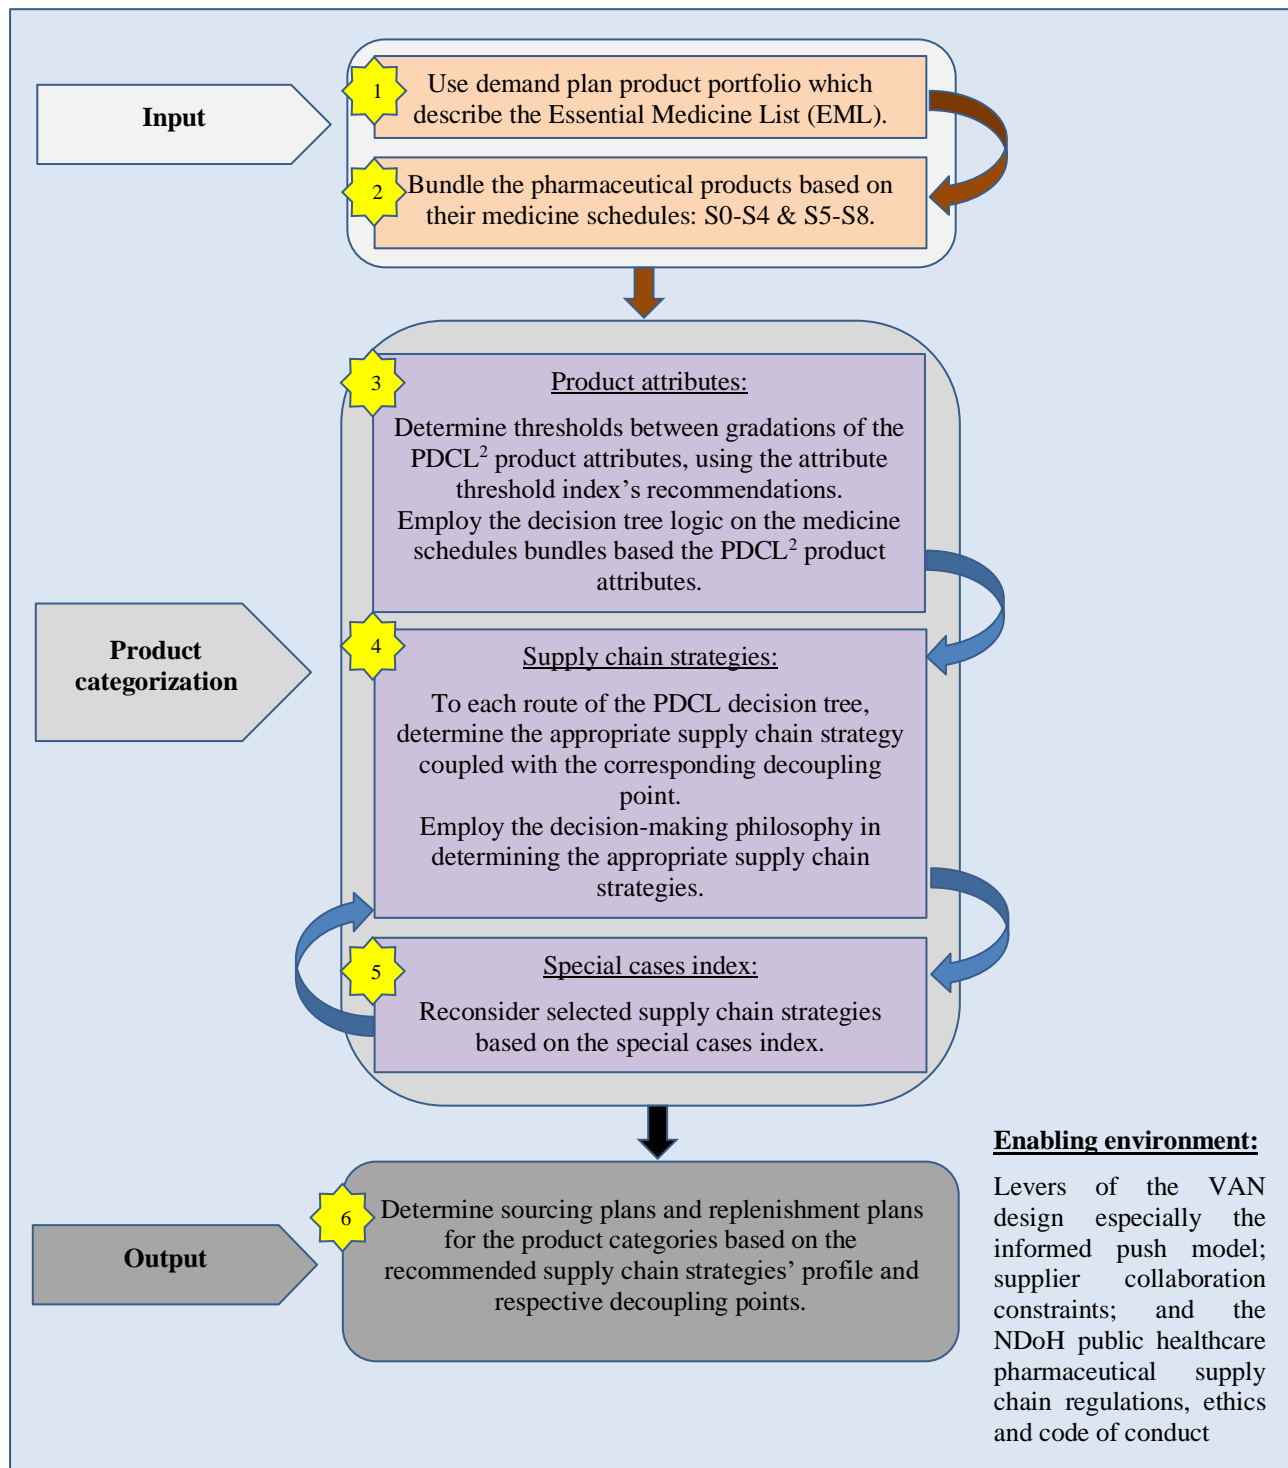 Input
1
Use demand plan product portfolio which
describe the Essential Medicine List (EML).
2
Bundle the pharmaceutical products based on
their medicine schedules: S0-S4 & S5-S8.
Product
categorization
3
Product attributes:
Determine thresholds between gradations of the
PDCL² product attributes, using the attribute
threshold index’s recommendations.
Employ the decision tree logic on the medicine
schedules bundles based the PDCL² product
attributes.
4
Supply chain strategies:
To each route of the PDCL decision tree,
determine the appropriate supply chain strategy
coupled with the corresponding decoupling
point.
Employ the decision-making philosophy in
determining the appropriate supply chain
strategies.
5
Special cases index:
Reconsider selected supply chain strategies
based on the special cases index.
Output
6
Determine sourcing plans and replenishment plans
for the product categories based on the
recommended supply chain strategies’ profile and
respective decoupling points.
Enabling environment:
Levers of the VAN
design especially the
informed push model;
supplier collaboration
constraints; and the
NDoH public healthcare
pharmaceutical supply
chain regulations, ethics
and code of conduct